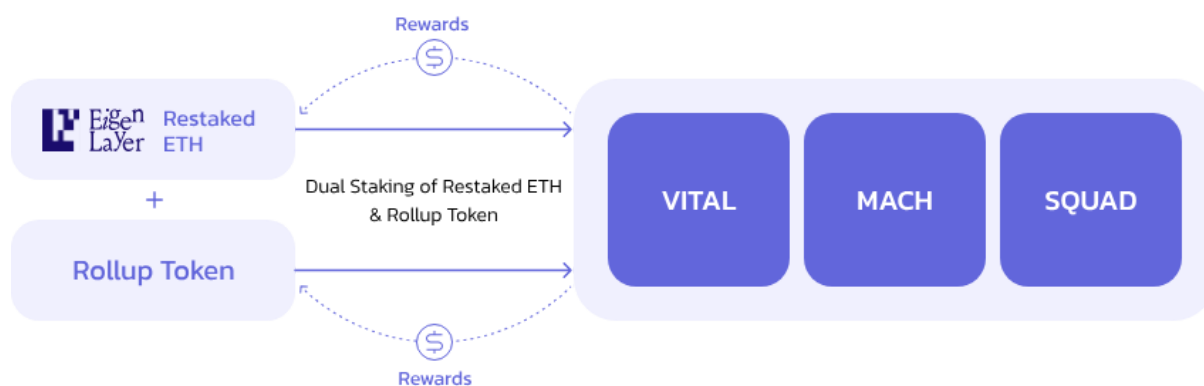 Rewards
Eigen
Layer
Restaked
ETH
+
Dual Staking of Restaked ETH
& Rollup Token
Rollup Token
VITAL
MACH
SQUAD
Rewards